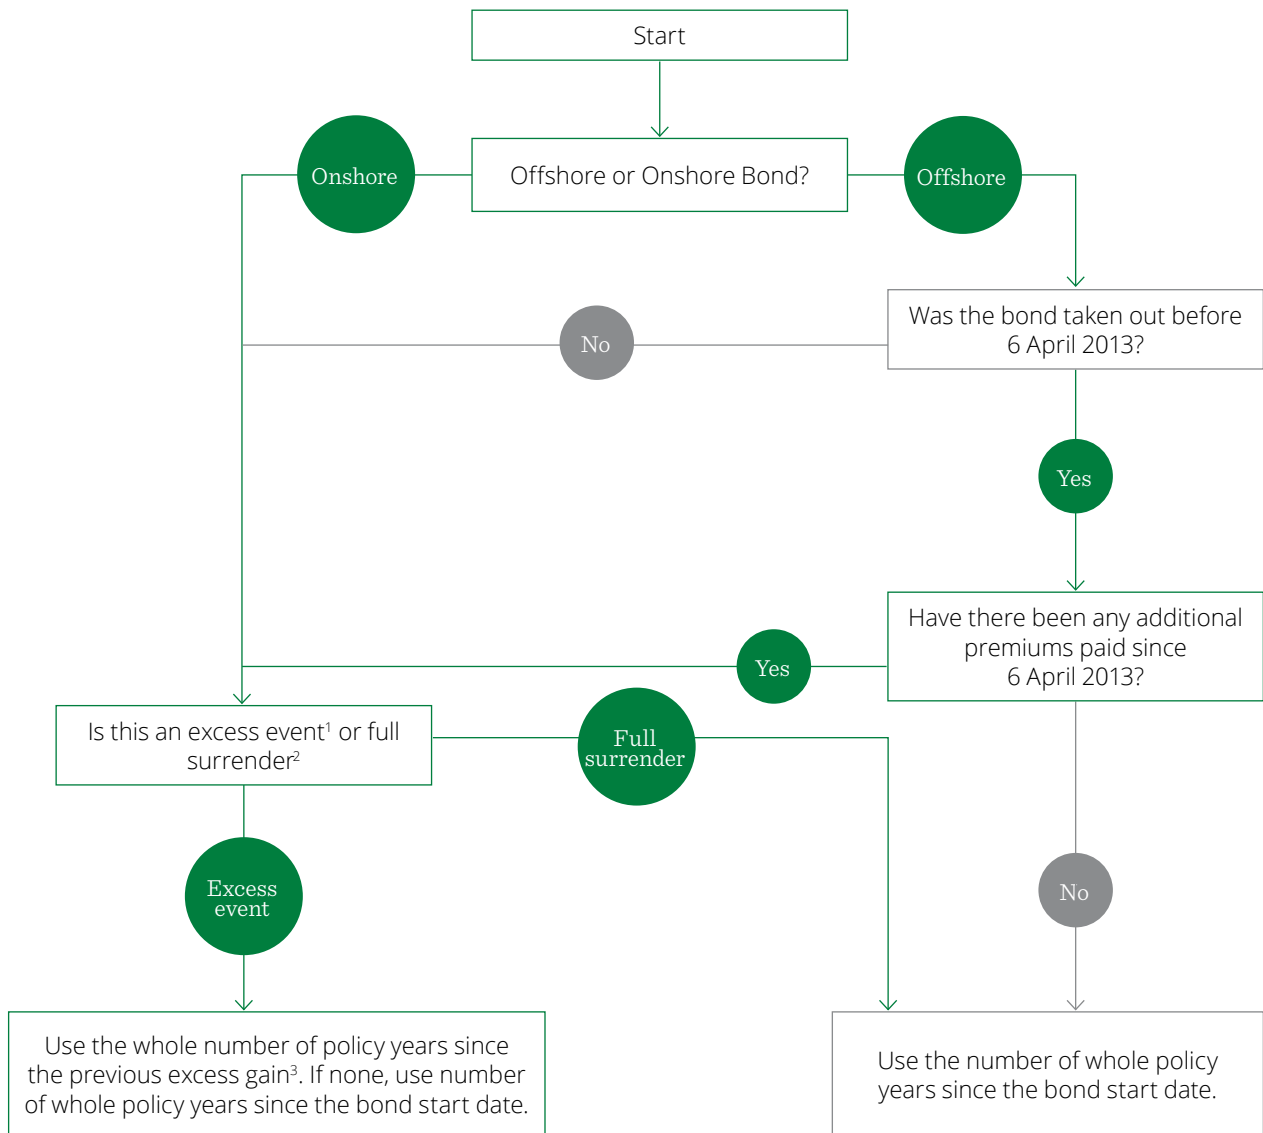 Start
Onshore
Offshore or Onshore Bond?
Offshore
Was the bond taken out before
6 April 2013?
No
Yes
Have there been any additional
premiums paid since
6 April 2013?
Yes
Is this an excess event¹ or full
surrender²
Full
surrender
Excess
event
No
Use the whole number of policy years since
the previous excess gain³. If none, use number
of whole policy years since the bond start date.
Use the number of whole policy
years since the bond start date.